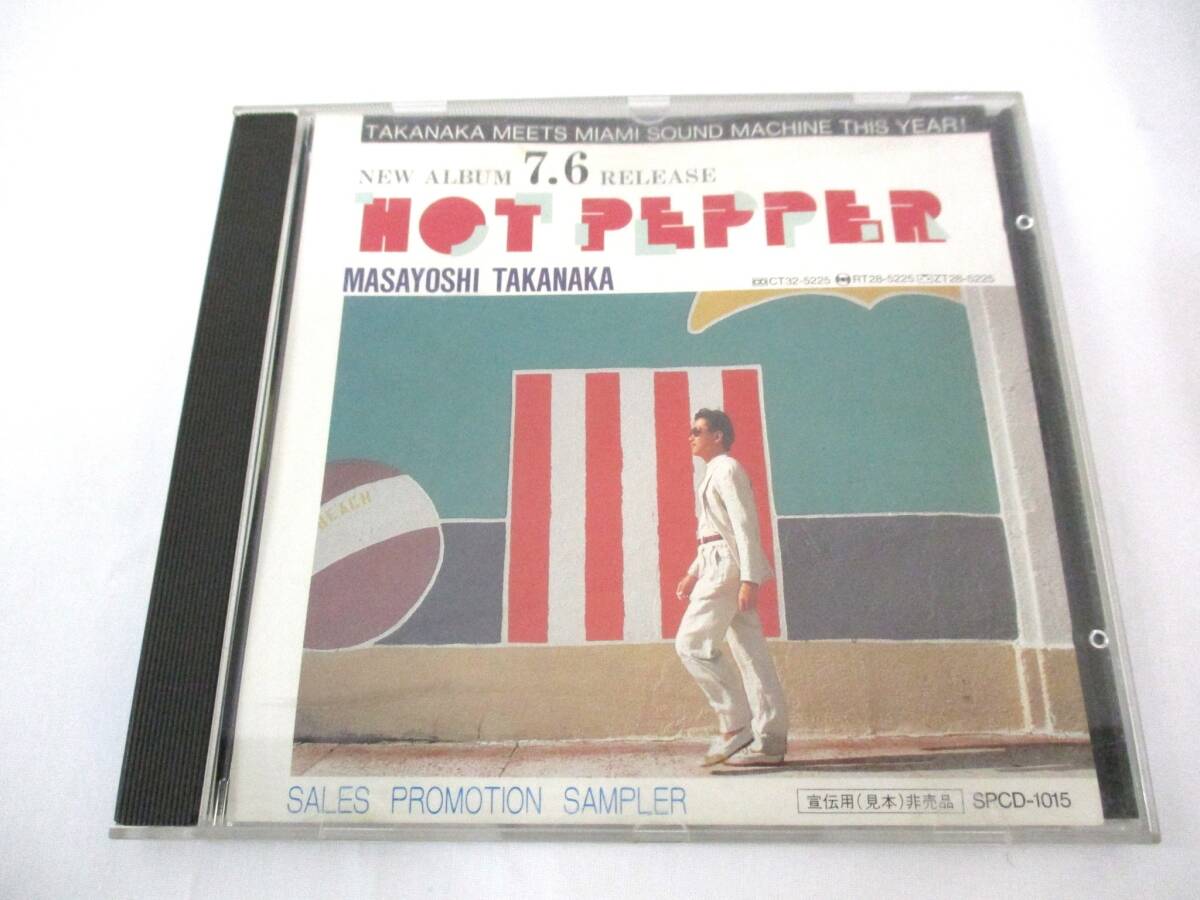 TAKANAKA MEETS MIAMI SOUND MACHINE THIS YEAR!
NEW ALBUM 7.6 RELEASE
HOT PEPPER
MASAYOSHI TAKANAKA
CT32-5225 RT28-5225 ZT28-5225
BEACH
SALES PROMOTION SAMPLER
宣伝用(見本)非売品 SPCD-1015